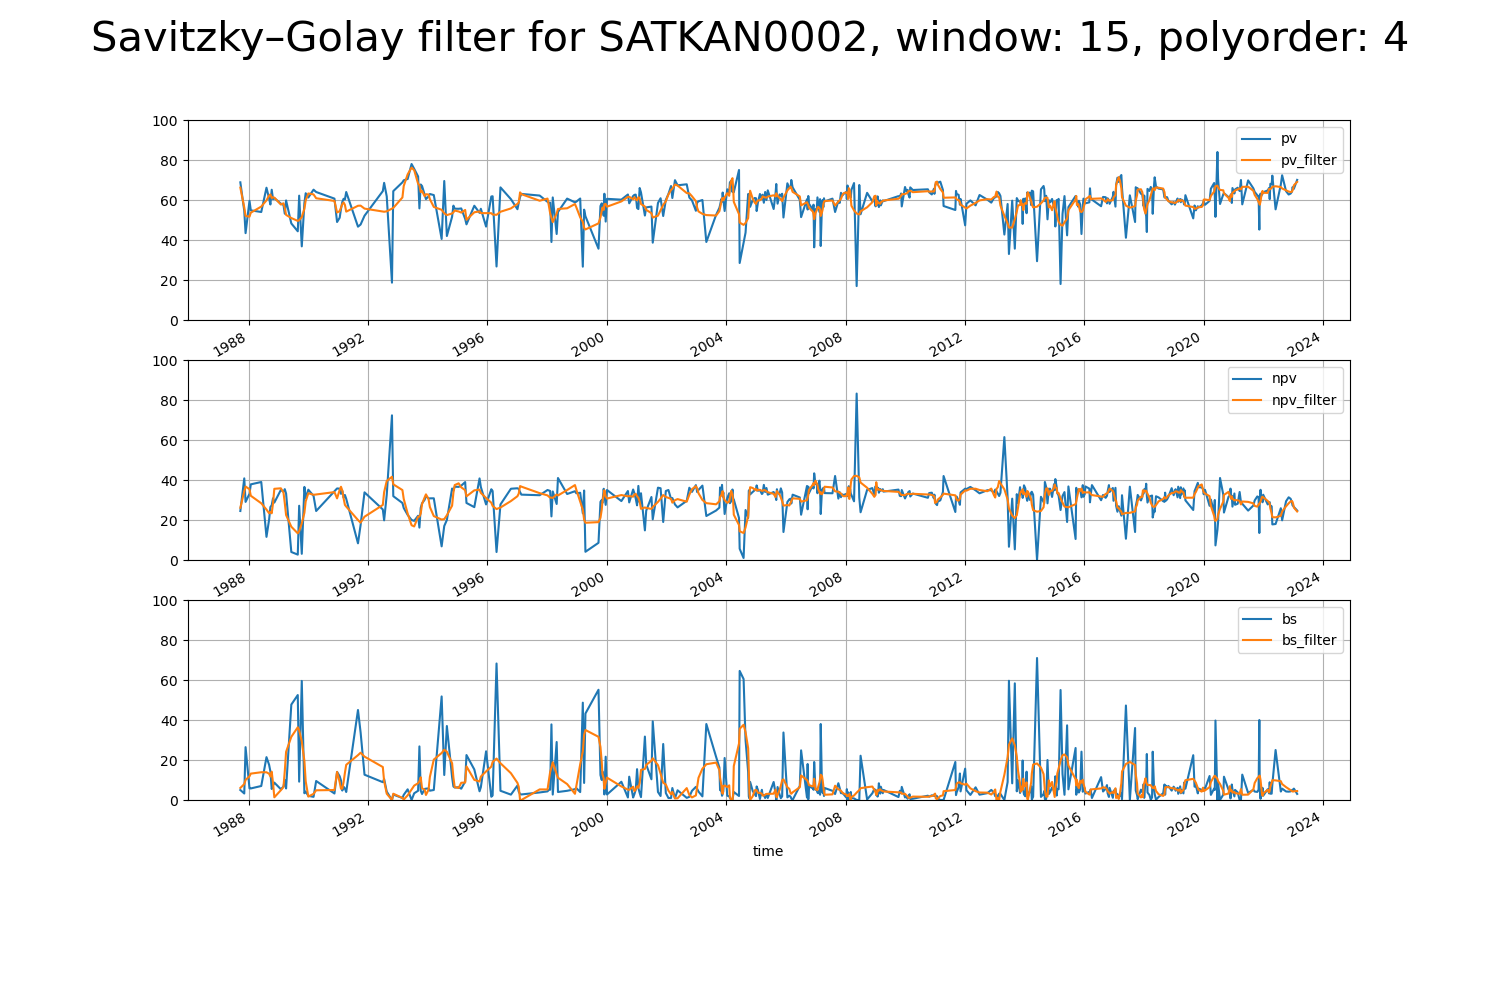 Savitzky–Golay filter for SATKAN0002, window: 15, polyorder: 4
100
80
60
40
20
0
pv
pv_filter
1988 1992 1996 2000 2004 2008 2012 2016 2020 2024
100
80
60
40
20
0
npv
npv_filter
1988 1992 1996 2000 2004 2008 2012 2016 2020 2024
100
80
60
40
20
0
bs
bs_filter
1988 1992 1996 2000 2004 2008 2012 2016 2020 2024
time